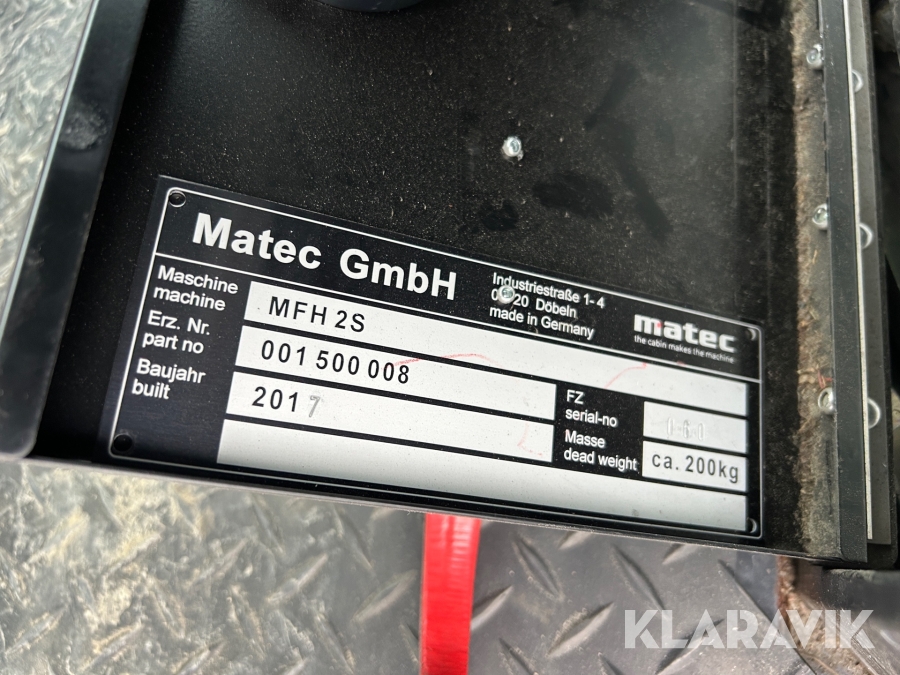 Matec GmbH
Industriestraße 1- 4
20 Döbeln
made in Germany
matec
the cabin makes the machine
Maschine
machine
MFH 2S
Erz. Nr.
part no
001 500 008
Baujahr
built
2017
FZ
serial-no
Masse
dead weight
ca. 200kg
KLARAVIK